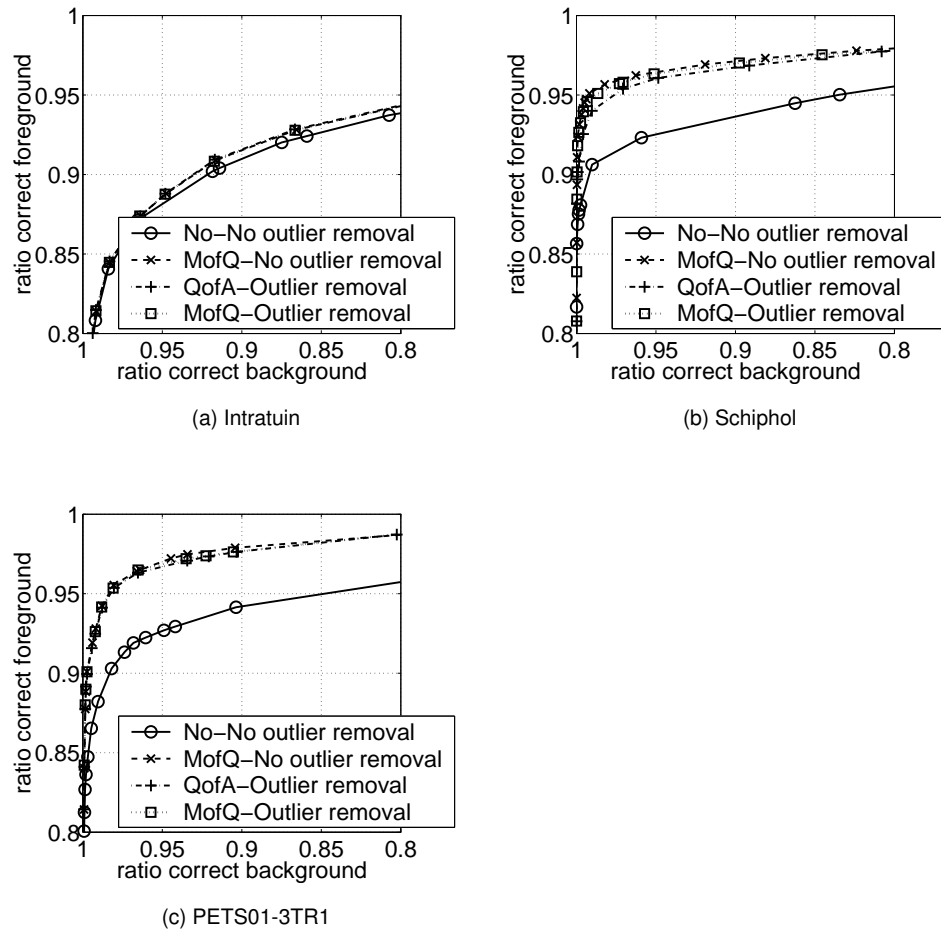 1
0.95
0.9
0.85
0.8
ratio correct foreground
No−No outlier removal
MofQ−No outlier removal
QofA−Outlier removal
MofQ−Outlier removal
1 0.95 0.9 0.85 0.8
ratio correct background
(a) Intratuin
1
0.95
0.9
0.85
0.8
ratio correct foreground
No−No outlier removal
MofQ−No outlier removal
QofA−Outlier removal
MofQ−Outlier removal
1 0.95 0.9 0.85 0.8
ratio correct background
(b) Schiphol
1
0.95
0.9
0.85
0.8
ratio correct foreground
No−No outlier removal
MofQ−No outlier removal
QofA−Outlier removal
MofQ−Outlier removal
1 0.95 0.9 0.85 0.8
ratio correct background
(c) PETS01-3TR1